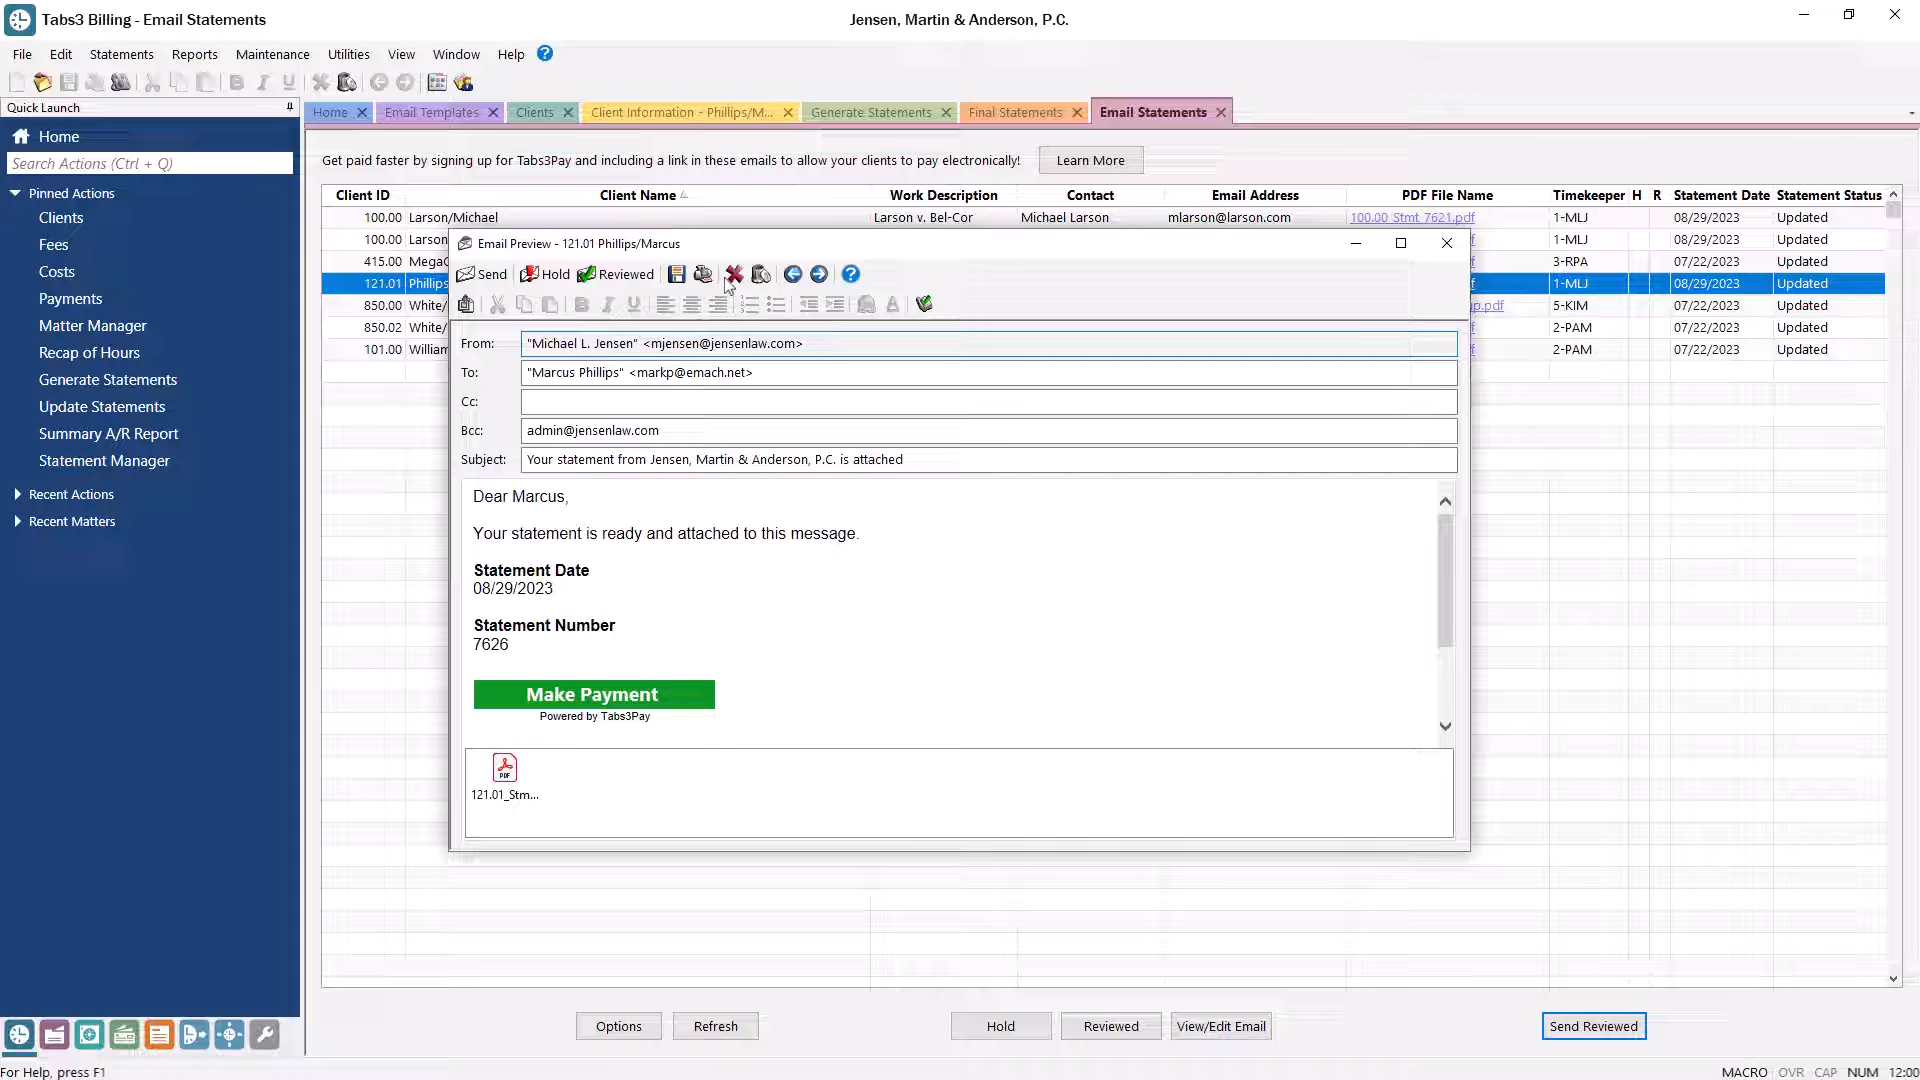 Tabs3 Billing - Email Statements
Jensen, Martin & Anderson, P.C.
File Edit Statements Reports Maintenance Utilities View Window Help
Quick Launch
Home
Search Actions (Ctrl + Q)
Pinned Actions
Clients
Fees
Costs
Payments
Matter Manager
Recap of Hours
Generate Statements
Update Statements
Summary A/R Report
Statement Manager
Recent Actions
Recent Matters
Home Email Templates Clients Client Information - Phillips/M... Generate Statements Final Statements Email Statements
Get paid faster by signing up for Tabs3Pay and including a link in these emails to allow your clients to pay electronically! Learn More
Client ID Client Name Work Description Contact Email Address PDF File Name Timekeeper H R Statement Date Statement Status
100.00 Larson/Michael Larson v. Bel-Cor Michael Larson mlarson@larson.com 100.00 Stmt 7621.pdf 1-MLJ 08/29/2023 Updated
100.00 Larson 1-MLJ 08/29/2023 Updated
415.00 MegaC 3-RPA 07/22/2023 Updated
121.01 Phillips 1-MLJ 08/29/2023 Updated
850.00 White/ p.pdf 5-KIM 07/22/2023 Updated
850.02 White/ 2-PAM 07/22/2023 Updated
101.00 William 2-PAM 07/22/2023 Updated
Email Preview - 121.01 Phillips/Marcus
Send Hold Reviewed
From: "Michael L. Jensen" <mjensen@jensenlaw.com>
To: "Marcus Phillips" <markp@emach.net>
Cc:
Bcc: admin@jensenlaw.com
Subject: Your statement from Jensen, Martin & Anderson, P.C. is attached
Dear Marcus,
Your statement is ready and attached to this message.
Statement Date
08/29/2023
Statement Number
7626
Make Payment
Powered by Tabs3Pay
PDF
121.01_Stm...
Options Refresh Hold Reviewed View/Edit Email Send Reviewed
For Help, press F1
MACRO OVR CAP NUM 12:00